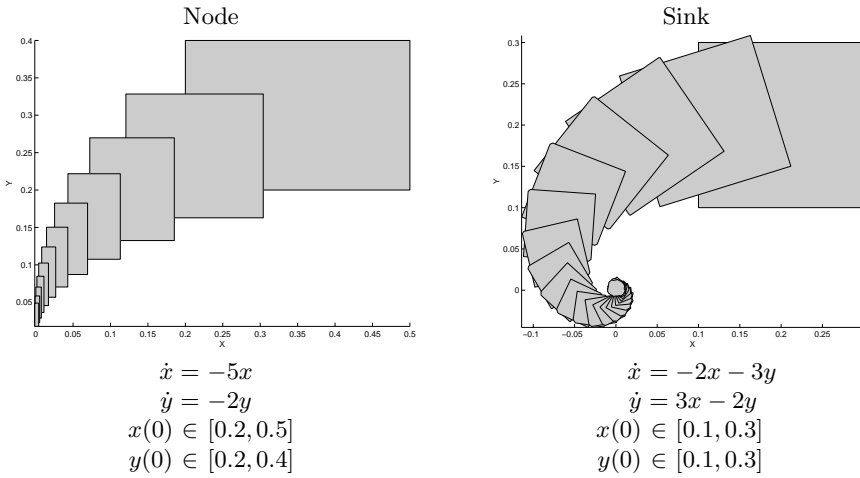 Node
0.4
0.35
0.3
0.25
0.2
0.15
0.1
0.05
Y
0 0.05 0.1 0.15 0.2 0.25 0.3 0.35 0.4 0.45 0.5
X
ẋ = −5x
ẏ = −2y
x(0) ∈ [0.2, 0.5]
y(0) ∈ [0.2, 0.4]
Sink
0.3
0.25
0.2
0.15
0.1
0.05
0
Y
−0.1 −0.05 0 0.05 0.1 0.15 0.2 0.25
X
ẋ = −2x − 3y
ẏ = 3x − 2y
x(0) ∈ [0.1, 0.3]
y(0) ∈ [0.1, 0.3]